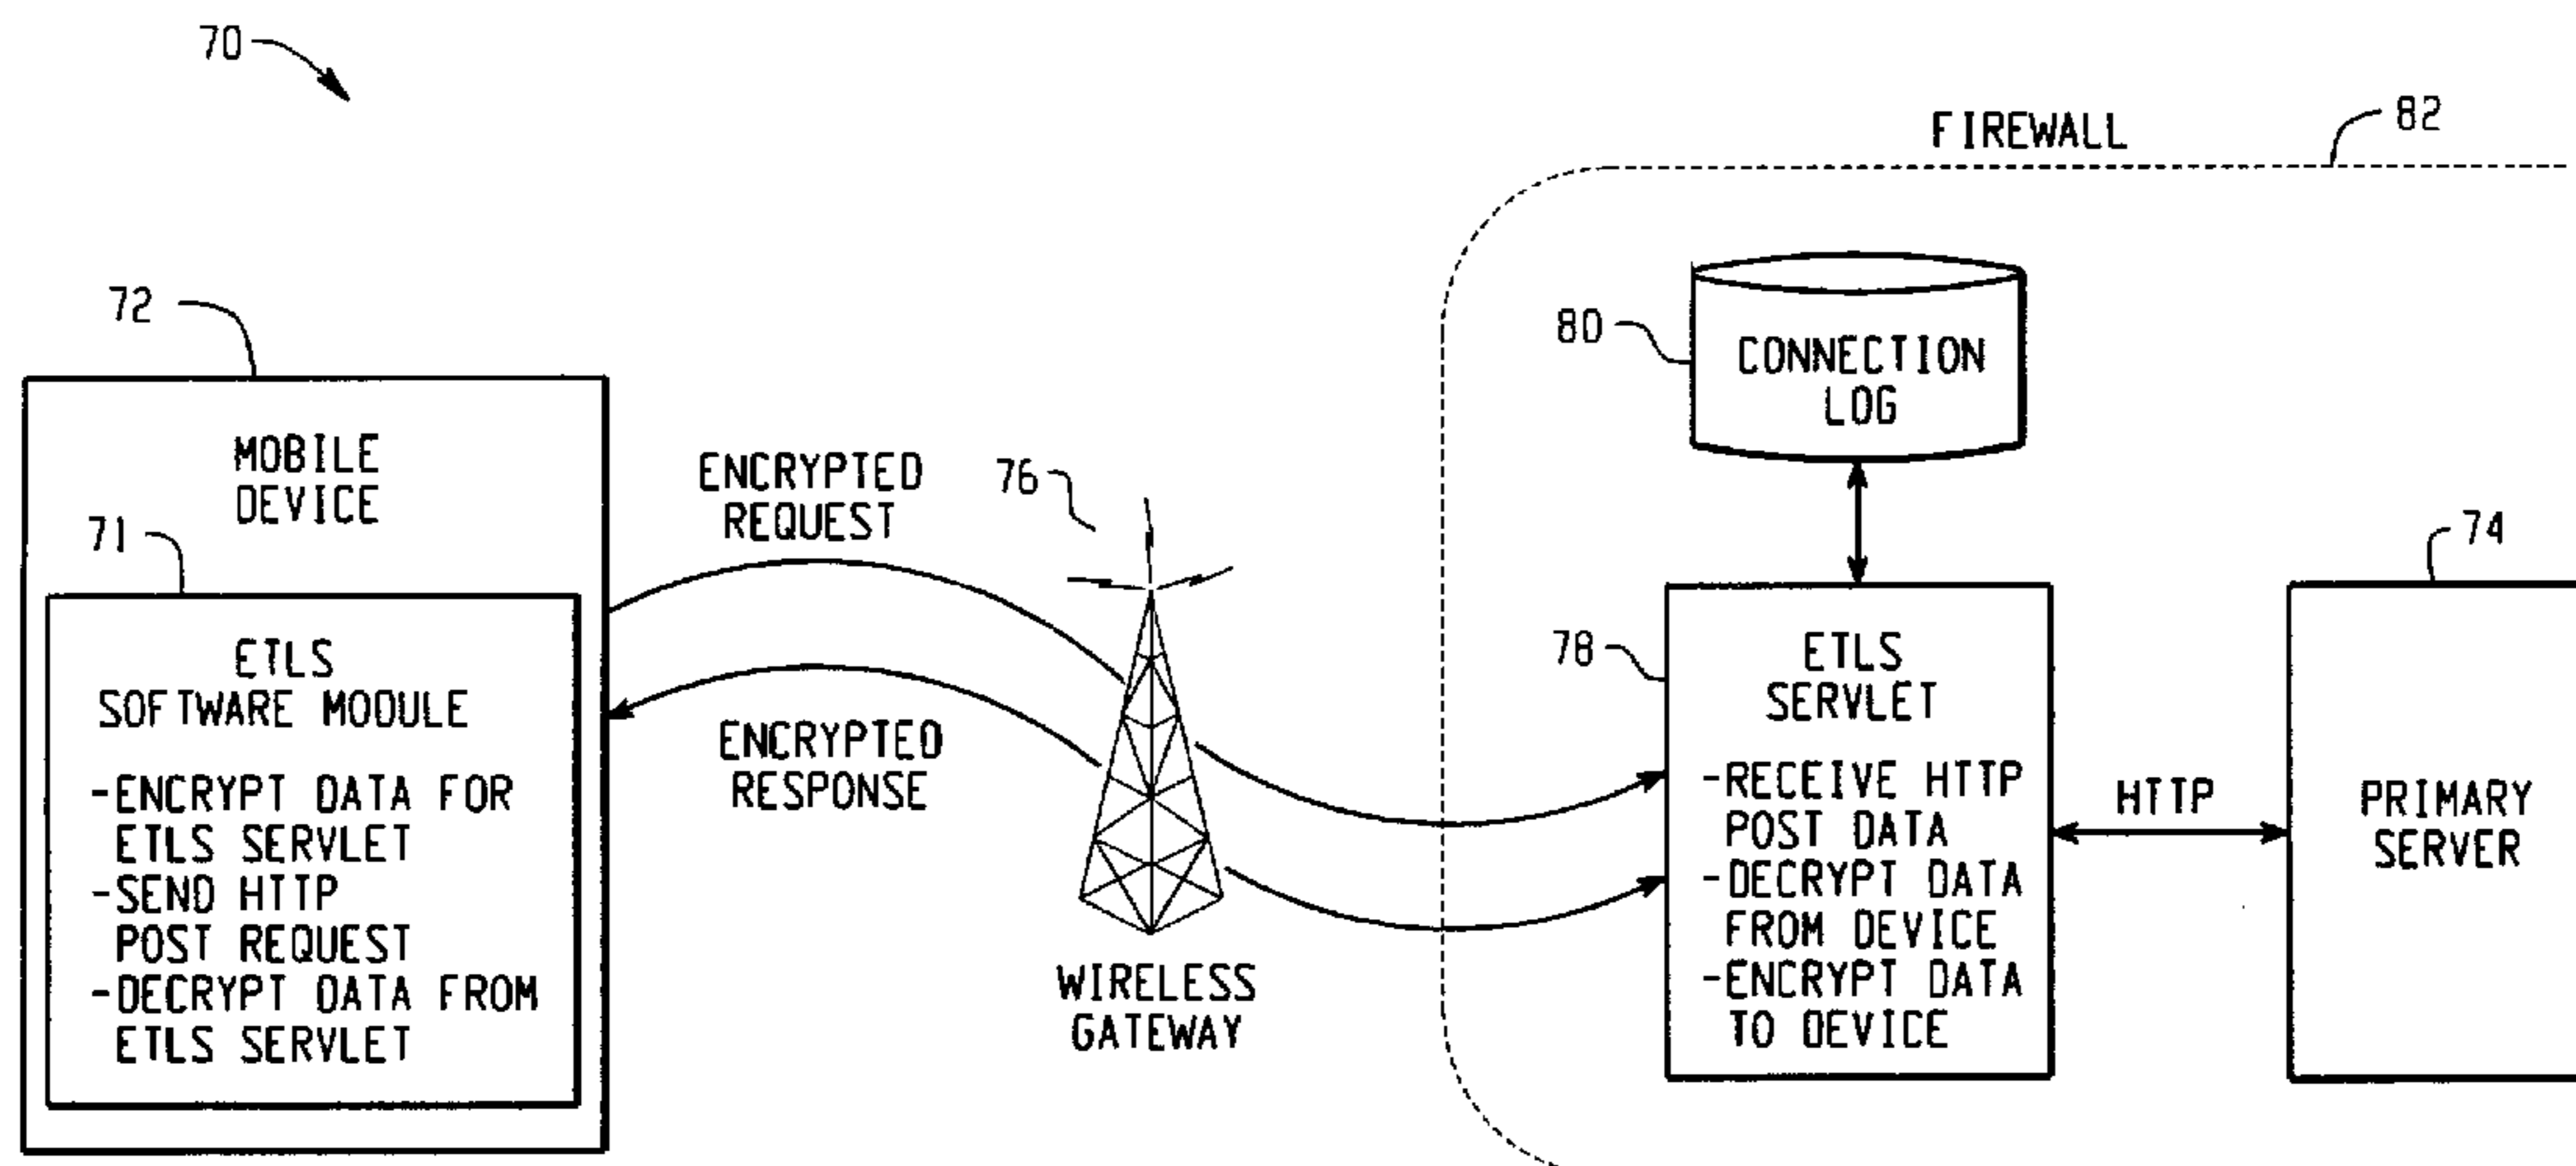 70
FIREWALL
82
72
80
CONNECTION
LOG
MOBILE
DEVICE
ENCRYPTED
REQUEST
76
71
74
ETLS
SOFTWARE MODULE
-ENCRYPT DATA FOR
ETLS SERVLET
-SEND HTTP
POST REQUEST
-DECRYPT DATA FROM
ETLS SERVLET
ENCRYPTED
RESPONSE
WIRELESS
GATEWAY
78
ETLS
SERVLET
-RECEIVE HTTP
POST DATA
-DECRYPT DATA
FROM DEVICE
-ENCRYPT DATA
TO DEVICE
HTTP
PRIMARY
SERVER